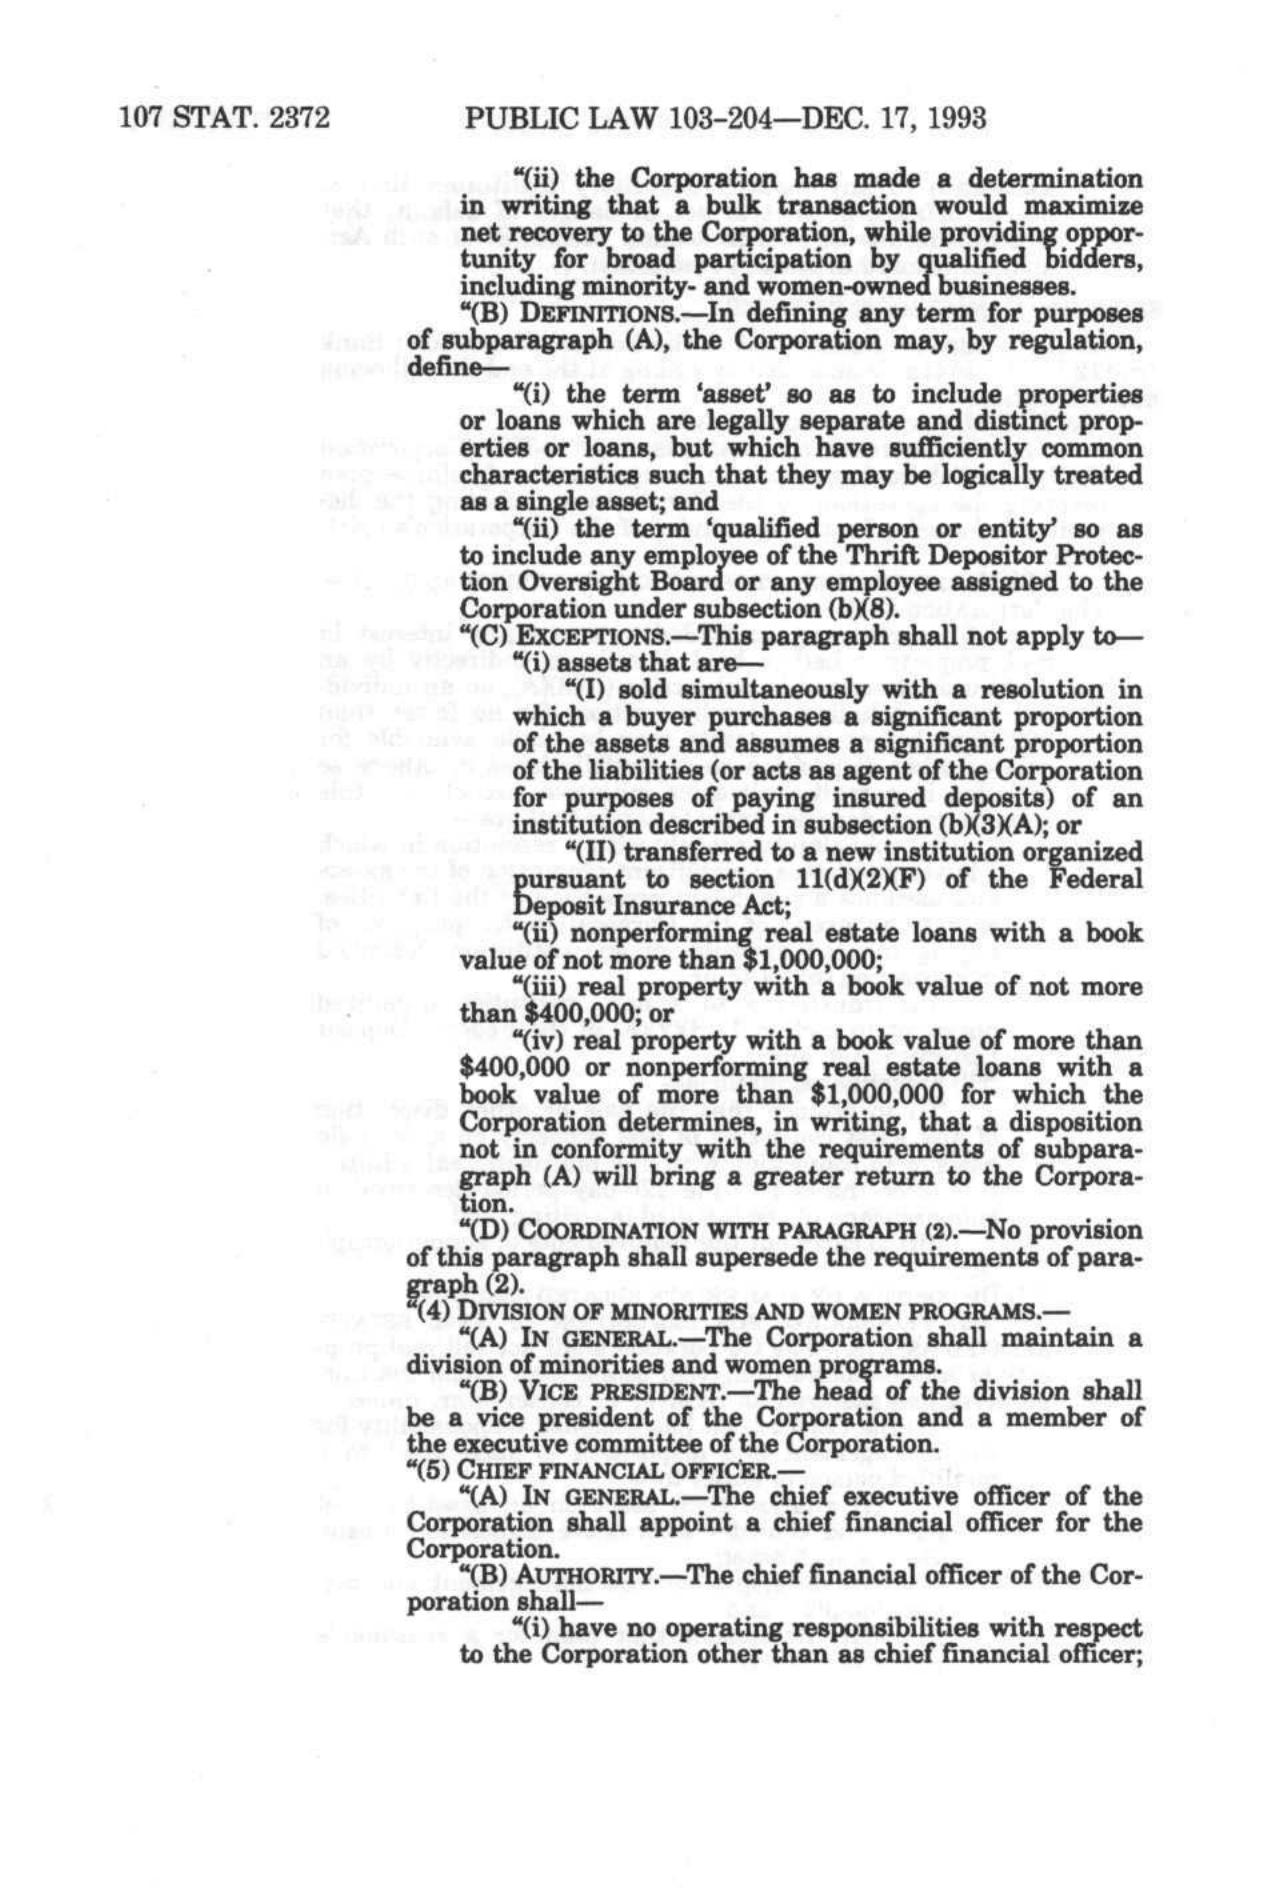 107 STAT. 2372 PUBLIC LAW 103-204—DEC. 17, 1993
“(ii) the Corporation has made a determination
in writing that a bulk transaction would maximize
net recovery to the Corporation, while providing oppor-
tunity for broad participation by qualified bidders,
including minority- and women-owned businesses.
“(B) DEFINITIONS.—In defining any term for purposes
of subparagraph (A), the Corporation may, by regulation,
define—
“(i) the term ‘asset’ so as to include properties
or loans which are legally separate and distinct prop-
erties or loans, but which have sufficiently common
characteristics such that they may be logically treated
as a single asset; and
“(ii) the term ‘qualified person or entity’ so as
to include any employee of the Thrift Depositor Protec-
tion Oversight Board or any employee assigned to the
Corporation under subsection (b)(8).
“(C) EXCEPTIONS.—This paragraph shall not apply to—
“(i) assets that are—
“(I) sold simultaneously with a resolution in
which a buyer purchases a significant proportion
of the assets and assumes a significant proportion
of the liabilities (or acts as agent of the Corporation
for purposes of paying insured deposits) of an
institution described in subsection (b)(3)(A); or
“(II) transferred to a new institution organized
pursuant to section 11(d)(2)(F) of the Federal
Deposit Insurance Act;
“(ii) nonperforming real estate loans with a book
value of not more than $1,000,000;
“(iii) real property with a book value of not more
than $400,000; or
“(iv) real property with a book value of more than
$400,000 or nonperforming real estate loans with a
book value of more than $1,000,000 for which the
Corporation determines, in writing, that a disposition
not in conformity with the requirements of subpara-
graph (A) will bring a greater return to the Corpora-
tion.
“(D) COORDINATION WITH PARAGRAPH (2).—No provision
of this paragraph shall supersede the requirements of para-
graph (2).
“(4) DIVISION OF MINORITIES AND WOMEN PROGRAMS.—
“(A) IN GENERAL.—The Corporation shall maintain a
division of minorities and women programs.
“(B) VICE PRESIDENT.—The head of the division shall
be a vice president of the Corporation and a member of
the executive committee of the Corporation.
“(5) CHIEF FINANCIAL OFFICER.—
“(A) IN GENERAL.—The chief executive officer of the
Corporation shall appoint a chief financial officer for the
Corporation.
“(B) AUTHORITY.—The chief financial officer of the Cor-
poration shall—
“(i) have no operating responsibilities with respect
to the Corporation other than as chief financial officer;